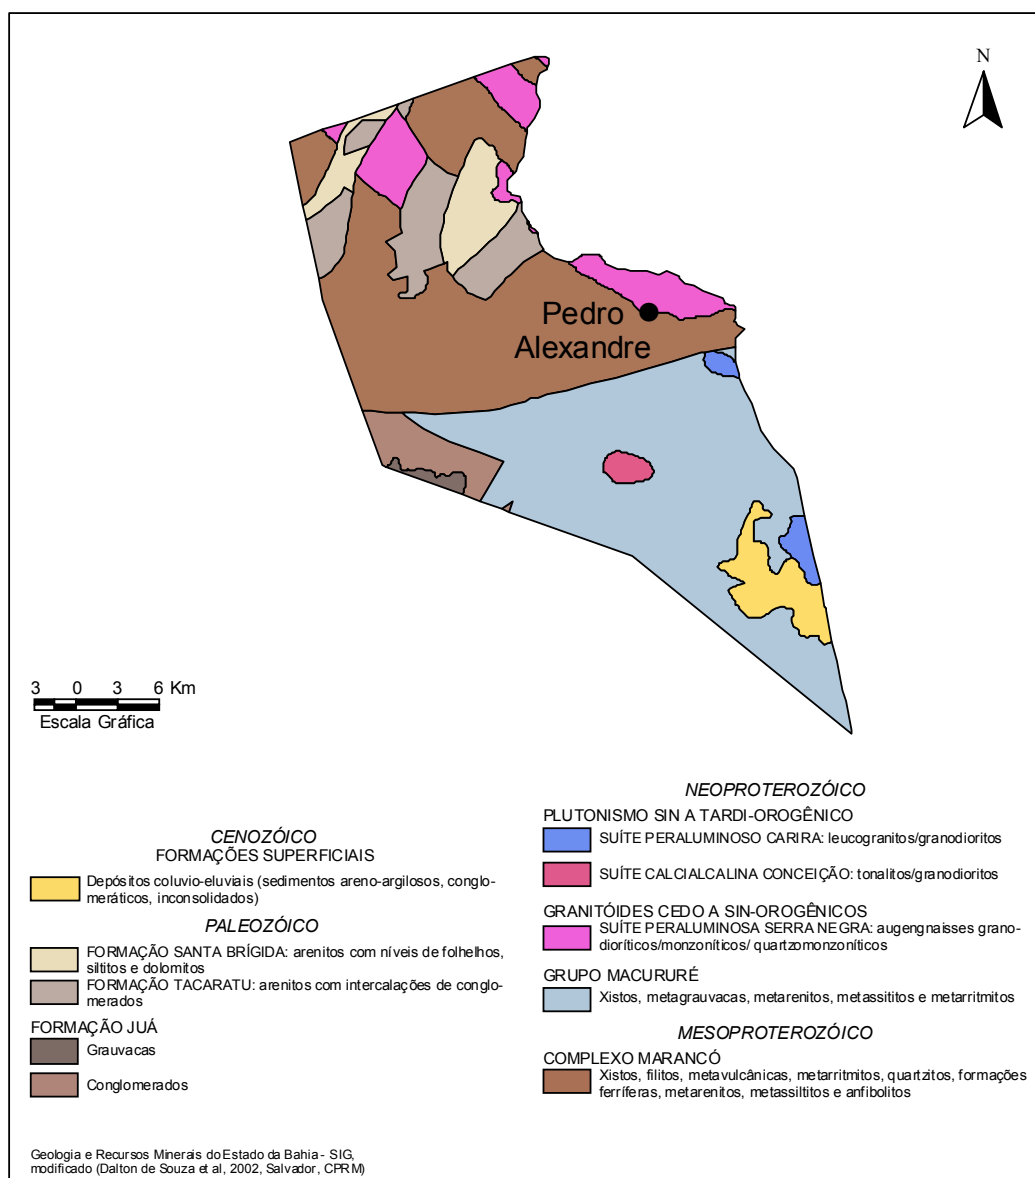 N
Pedro
Alexandre
3 0 3 6 Km
Escala Gráfica
CENOZÓICO
FORMAÇÕES SUPERFICIAIS
Depósitos coluvio-eluviais (sedimentos areno-argilosos, conglo-
meráticos, inconsolidados)
PALEOZÓICO
FORMAÇÃO SANTA BRÍGIDA: arenitos com níveis de folhelhos,
siltitos e dolomitos
FORMAÇÃO TACARATU: arenitos com intercalações de conglo-
merados
FORMAÇÃO JUÁ
Grauvacas
Conglomerados
NEOPROTEROZÓICO
PLUTONISMO SIN A TARDI-OROGÊNICO
SUÍTE PERALUMINOSO CARIRA: leucogranitos/granodioritos
SUÍTE CALCIALCALINA CONCEIÇÃO: tonalitos/granodioritos
GRANITÓIDES CEDO A SIN-OROGÊNICOS
SUÍTE PERALUMINOSA SERRA NEGRA: augengnaisses grano-
dioríticos/monzoníticos/ quartzomonzoníticos
GRUPO MACURURÉ
Xistos, metagrauvacas, metarenitos, metassititos e metarritmitos
MESOPROTEROZÓICO
COMPLEXO MARANCÓ
Xistos, filitos, metavulcânicas, metarritmitos, quartzitos, formações
ferríferas, metarenitos, metassiltitos e anfibolitos
Geologia e Recursos Minerais do Estado da Bahia - SIG,
modificado (Dalton de Souza et al, 2002, Salvador, CPRM)